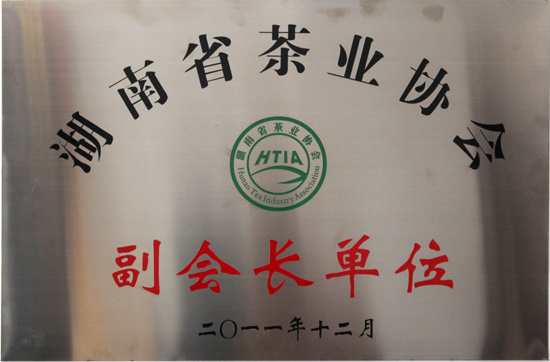 湖南省茶业协会
湖南省茶业协会
HTIA
Hunan Tea Industry Association
副会长单位
二〇一一年十二月